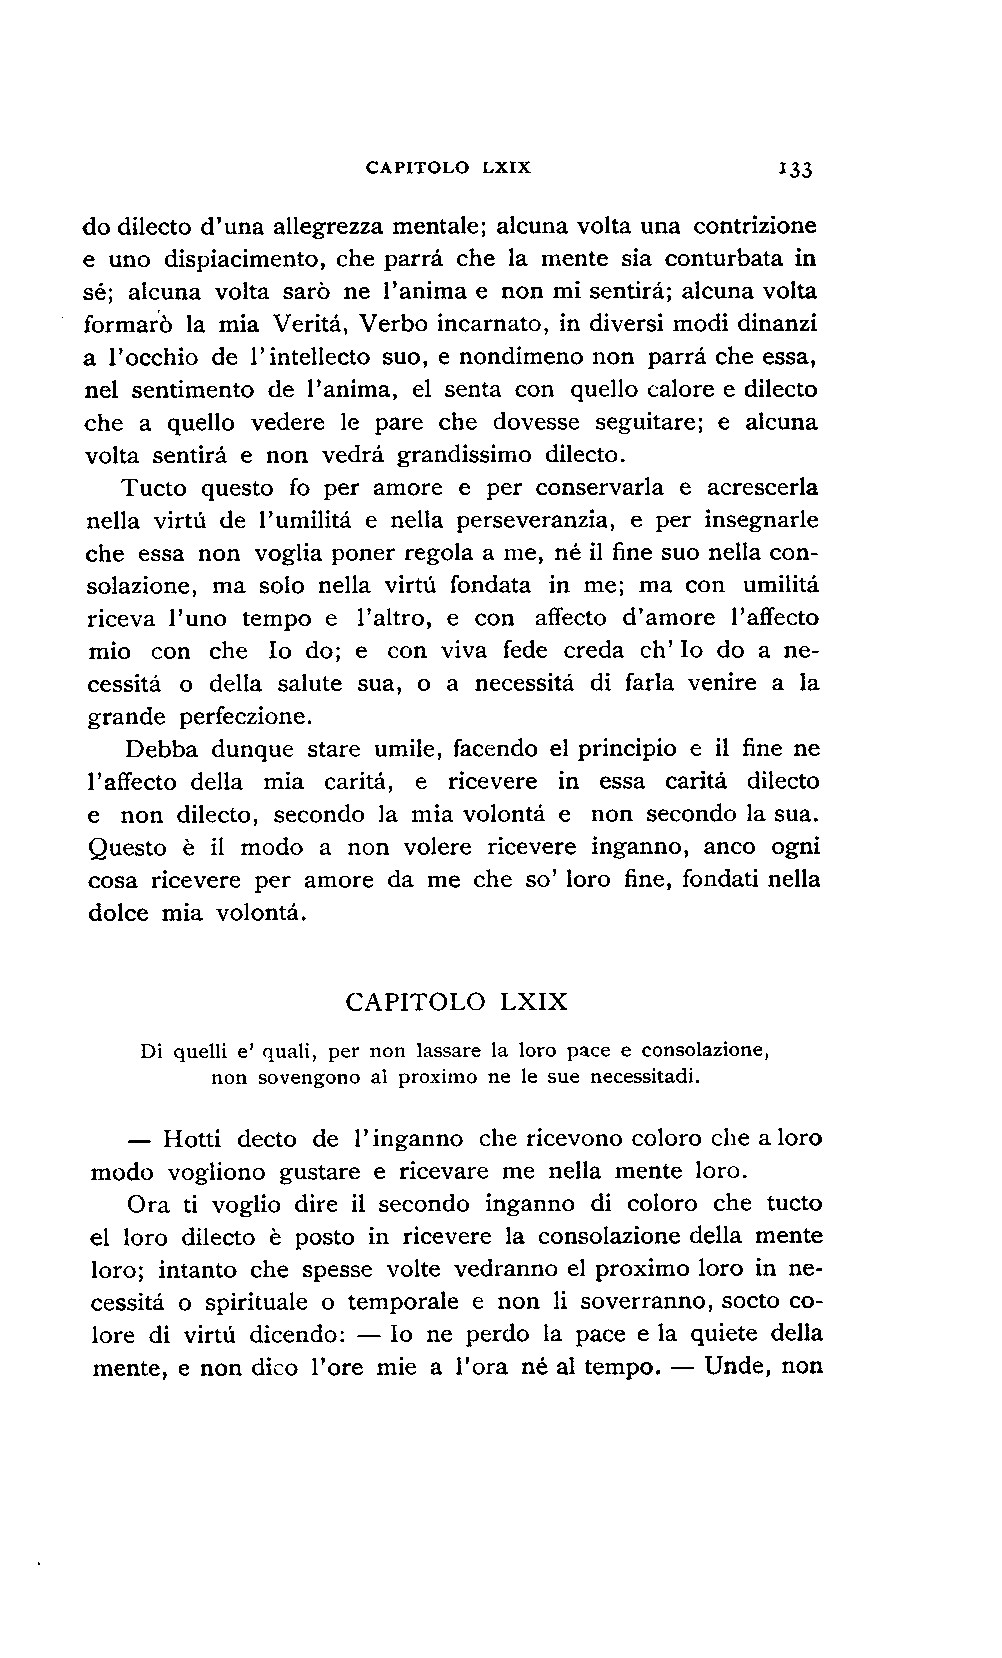 CAPITOLO LXIX 133
do dilecto d'una allegrezza mentale; alcuna volta una contrizione
e uno dispiacimento, che parrá che la mente sia conturbata in
sé; alcuna volta sarò ne l'anima e non mi sentirá; alcuna volta
formarò la mia Veritá, Verbo incarnato, in diversi modi dinanzi
a l'occhio de l'intellecto suo, e nondimeno non parrá che essa,
nel sentimento de l'anima, el senta con quello calore e dilecto
che a quello vedere le pare che dovesse seguitare; e alcuna
volta sentirá e non vedrá grandissimo dilecto.
Tucto questo fo per amore e per conservarla e acrescerla
nella virtú de l'umilitá e nella perseveranzia, e per insegnarle
che essa non voglia poner regola a me, né il fine suo nella con-
solazione, ma solo nella virtú fondata in me; ma con umilitá
riceva l'uno tempo e l'altro, e con affecto d'amore l'affecto
mio con che Io do; e con viva fede creda ch' Io do a ne-
cessitá o della salute sua, o a necessitá di farla venire a la
grande perfeczione.
Debba dunque stare umile, facendo el principio e il fine ne
l'affecto della mia caritá, e ricevere in essa caritá dilecto
e non dilecto, secondo la mia volontá e non secondo la sua.
Questo è il modo a non volere ricevere inganno, anco ogni
cosa ricevere per amore da me che so' loro fine, fondati nella
dolce mia volontá.
CAPITOLO LXIX
Di quelli e' quali, per non lassare la loro pace e consolazione,
non sovengono al proximo ne le sue necessitadi.
— Hotti decto de l'inganno che ricevono coloro che a loro
modo vogliono gustare e ricevare me nella mente loro.
Ora ti voglio dire il secondo inganno di coloro che tucto
el loro dilecto è posto in ricevere la consolazione della mente
loro; intanto che spesse volte vedranno el proximo loro in ne-
cessitá o spirituale o temporale e non li soverranno, socto co-
lore di virtú dicendo: — Io ne perdo la pace e la quiete della
mente, e non dico l'ore mie a l'ora né al tempo. — Unde, non